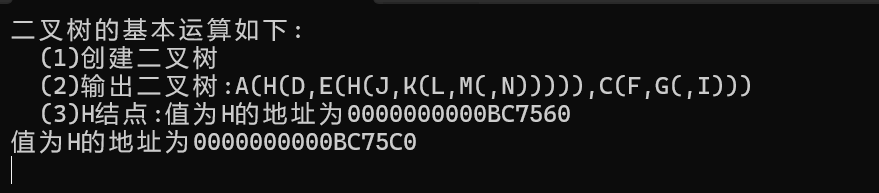 二叉树的基本运算如下:
(1)创建二叉树
(2)输出二叉树:A(H(D,E(H(J,K(L,M(,N))))),C(F,G(,I)))
(3)H结点:值为H的地址为0000000000BC7560
值为H的地址为0000000000BC75C0